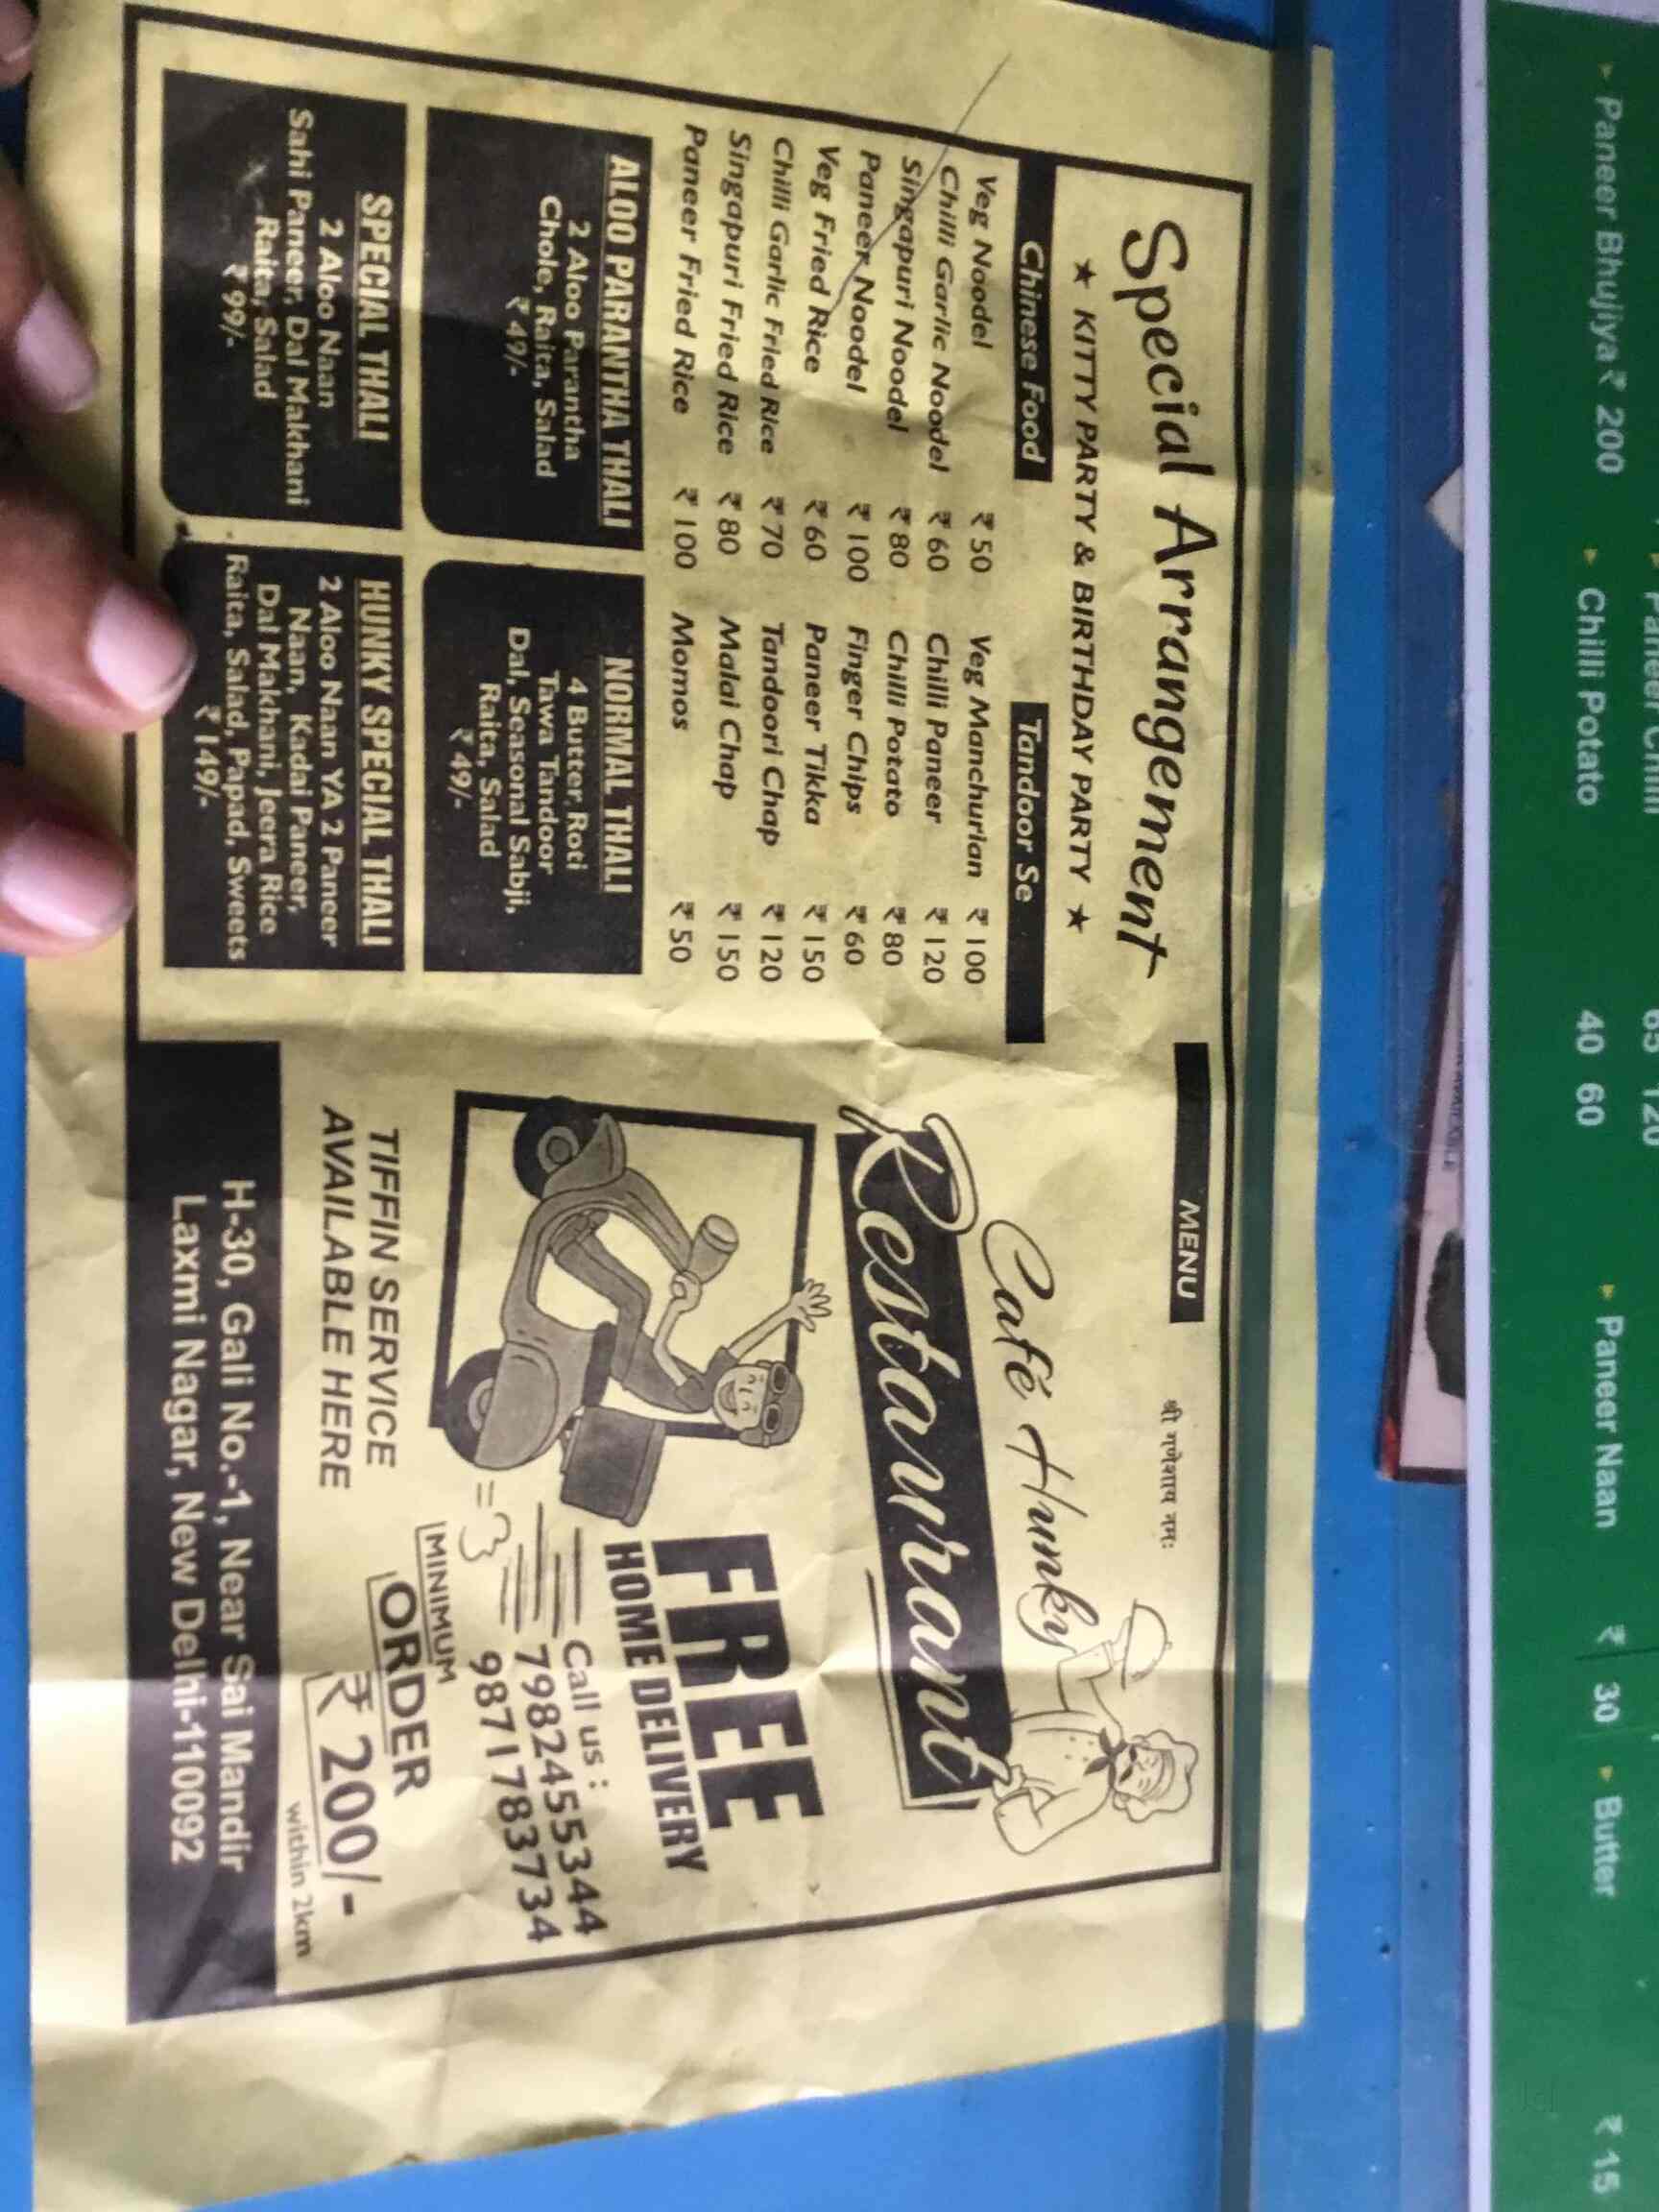 Special Arrangement
★ KITTY PARTY & BIRTHDAY PARTY ★
Chinese Food
Veg Noodel ₹ 50
Chilli Garlic Noodel ₹ 60
Singapuri Noodel ₹ 80
Paneer Noodel ₹ 100
Veg Fried Rice ₹ 60
Chilli Garlic Fried Rice ₹ 70
Singapuri Fried Rice ₹ 80
Paneer Fried Rice ₹ 100
Tandoor Se
Veg Manchurian ₹ 100
Chilli Paneer ₹ 120
Chilli Potato ₹ 80
Finger Chips ₹ 60
Paneer Tikka ₹ 150
Tandoori Chap ₹ 120
Malai Chap ₹ 150
Momos ₹ 50
ALOO PARANTHA THALI
2 Aloo Parantha
Chole, Raita, Salad
₹ 49/-
NORMAL THALI
4 Butter, Roti
Tawa Tandoor
Dal, Seasonal Sabji,
Raita, Salad
₹ 49/-
SPECIAL THALI
2 Aloo Naan
Sahi Paneer, Dal Makhani
Raita, Salad
₹ 99/-
HUNKY SPECIAL THALI
2 Aloo Naan YA 2 Paneer
Naan, Kadai Paneer,
Dal Makhani, Jeera Rice
Raita, Salad, Papad, Sweets
₹ 149/-
MENU
श्री गणेशाय नमः
Café Hunky
Restaurant
FREE
HOME DELIVERY
Call us :
7982455344
9871783734
MINIMUM
ORDER
₹ 200/-
within 2km
TIFFIN SERVICE
AVAILABLE HERE
H-30, Gali No.-1, Near Sai Mandir
Laxmi Nagar, New Delhi-110092
Paneer Chilli 65 120
Paneer Bhujiya ₹ 200
Chilli Potato 40 60
Paneer Naan ₹ 30
Butter ₹ 15